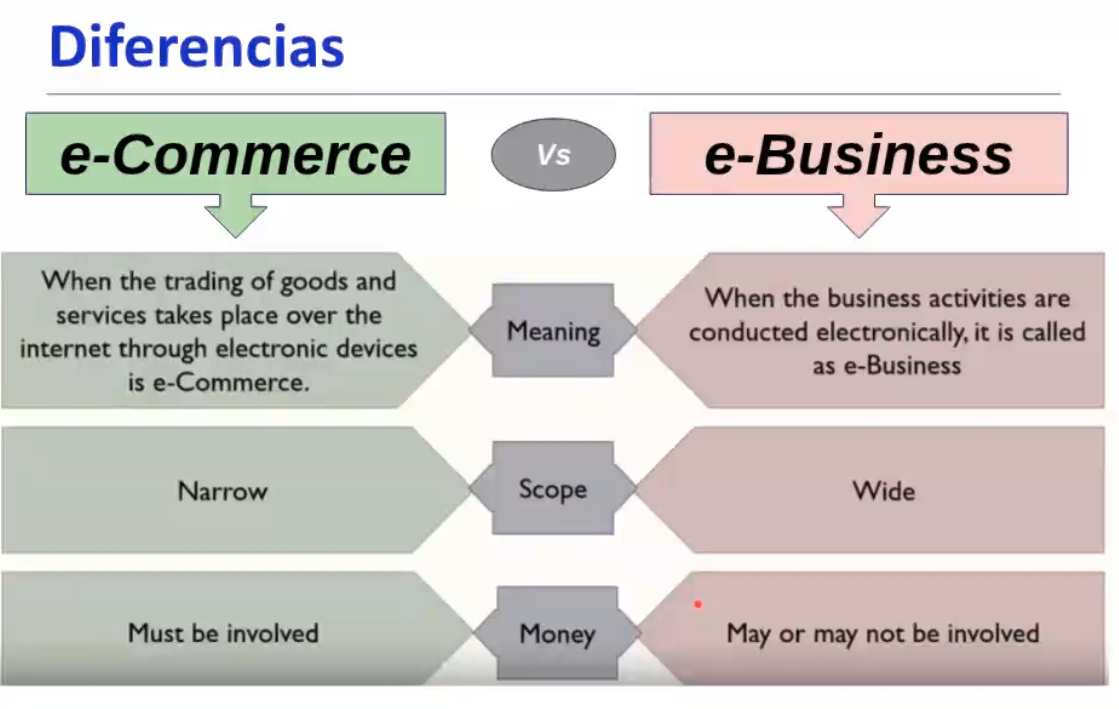 Diferencias
e-Commerce
Vs
e-Business
When the trading of goods and
services takes place over the
internet through electronic devices
is e-Commerce.
Meaning
When the business activities are
conducted electronically, it is called
as e-Business
Narrow
Scope
Wide
Must be involved
Money
May or may not be involved